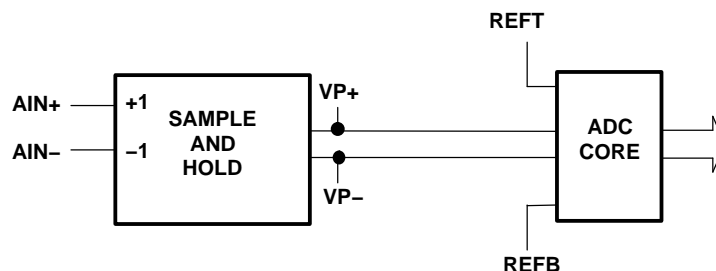 REFT
AIN+
+1
SAMPLE
AND
HOLD
VP+
ADC
CORE
AIN−
−1
VP−
REFB